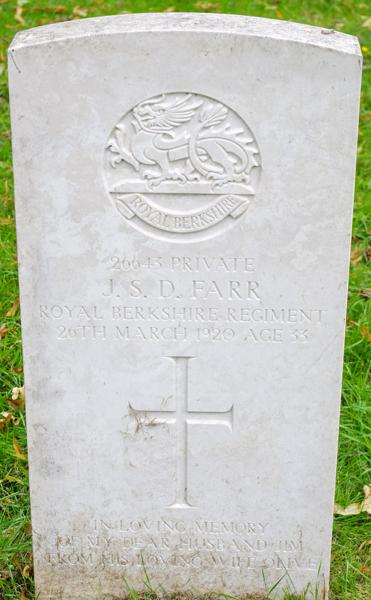 ROYAL BERKSHIRE
26643 PRIVATE
J. S. D. FARR
ROYAL BERKSHIRE REGIMENT
26TH MARCH 1920 AGE 33
IN LOVING MEMORY
OF MY DEAR HUSBAND JIM
FROM HIS LOVING WIFE OLIVE